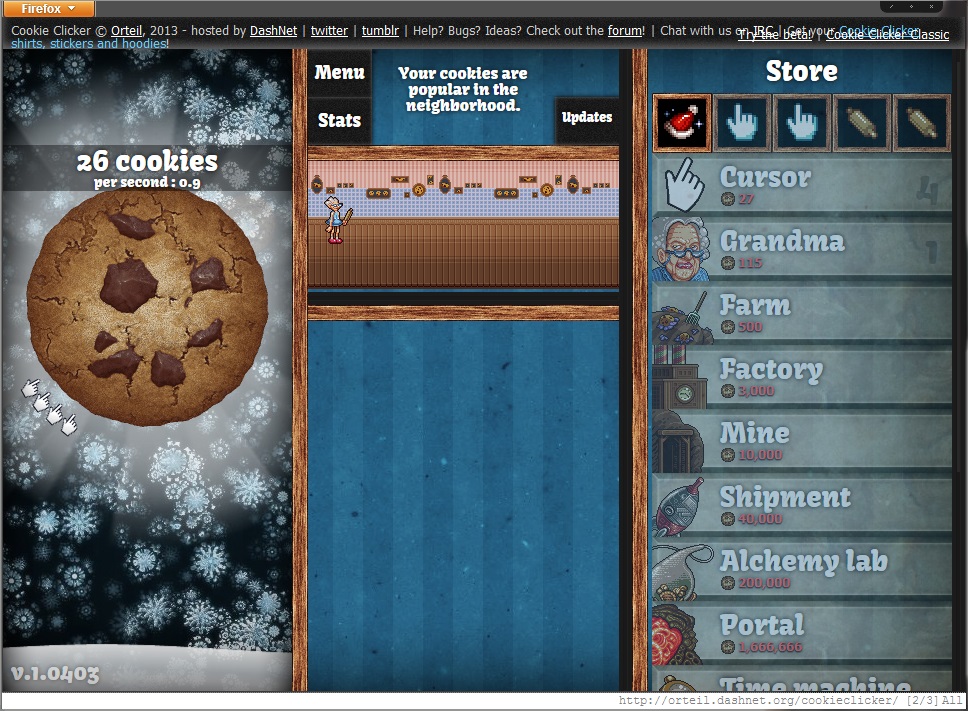 Firefox
Cookie Clicker © Orteil, 2013 - hosted by DashNet | twitter | tumblr | Help? Bugs? Ideas? Check out the forum! | Chat with us on IRC | Get your Cookie Clicker
shirts, stickers and hoodies!
Try the beta! | Cookie Clicker Classic
Menu
Stats
Your cookies are
popular in the
neighborhood.
Updates
Store
26 cookies
per second : 0.9
Cursor
27
4
Grandma
115
1
Farm
500
Factory
3,000
Mine
10,000
Shipment
40,000
Alchemy lab
200,000
Portal
1,666,666
Time machine
v.1.0403
http://orteil.dashnet.org/cookieclicker/ [2/3] All